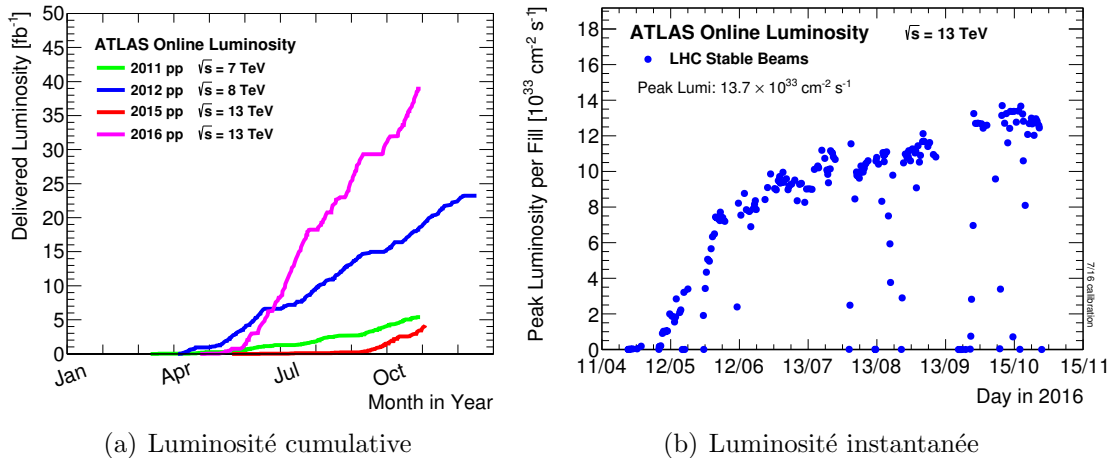 Delivered Luminosity [fb⁻¹]
50
45
40
35
30
25
20
15
10
5
0
ATLAS Online Luminosity
2011 pp √s = 7 TeV
2012 pp √s = 8 TeV
2015 pp √s = 13 TeV
2016 pp √s = 13 TeV
Jan Apr Jul Oct
Month in Year
(a) Luminosité cumulative
Peak Luminosity per Fill [10³³ cm⁻² s⁻¹]
18
16
14
12
10
8
6
4
2
0
ATLAS Online Luminosity √s = 13 TeV
LHC Stable Beams
Peak Lumi: 13.7 × 10³³ cm⁻² s⁻¹
7/16 calibration
11/04 12/05 12/06 13/07 13/08 13/09 15/10 15/11
Day in 2016
(b) Luminosité instantanée